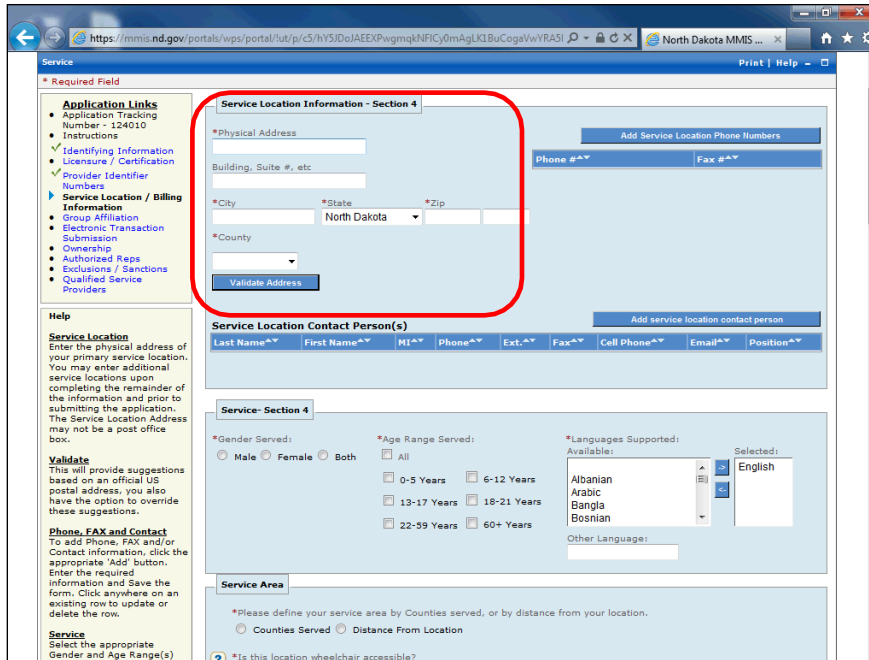 https://mmis.nd.gov/portals/wps/portal/!ut/p/c5/hY5JDoJAEEXPwgmqkNFICy0mAgLK1BuCogaVwYRA5I
North Dakota MMIS ...
Service
Print | Help
* Required Field
Application Links
Application Tracking
Number - 124010
Instructions
Identifying Information
Licensure / Certification
Provider Identifier
Numbers
Service Location / Billing
Information
Group Affiliation
Electronic Transaction
Submission
Ownership
Authorized Reps
Exclusions / Sanctions
Qualified Service
Providers
Help
Service Location
Enter the physical address of
your primary service location.
You may enter additional
service locations upon
completing the remainder of
the information and prior to
submitting the application.
The Service Location Address
may not be a post office
box.
Validate
This will provide suggestions
based on an official US
postal address, you also
have the option to override
these suggestions.
Phone, FAX and Contact
To add Phone, FAX and/or
Contact information, click the
appropriate 'Add' button.
Enter the required
information and Save the
form. Click anywhere on an
existing row to update or
delete the row.
Service
Select the appropriate
Gender and Age Range(s)
Service Location Information - Section 4
*Physical Address
Building, Suite #, etc
*City *State *Zip
North Dakota
*County
Validate Address
Add Service Location Phone Numbers
Phone # Fax #
Add service location contact person
Service Location Contact Person(s)
Last Name First Name MI Phone Ext. Fax Cell Phone Email Position
Service- Section 4
*Gender Served:
Male Female Both
*Age Range Served:
All
0-5 Years 6-12 Years
13-17 Years 18-21 Years
22-59 Years 60+ Years
*Languages Supported:
Available: Selected:
Albanian
Arabic
Bangla
Bosnian
->
<-
English
Other Language:
Service Area
*Please define your service area by Counties served, or by distance from your location.
Counties Served Distance From Location
? *Is this location wheelchair accessible?